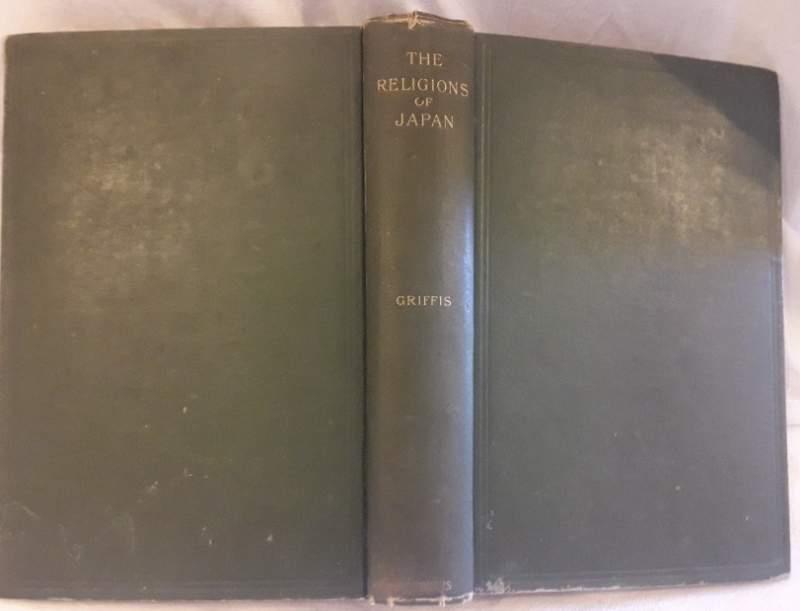 THE
RELIGIONS
OF
JAPAN
GRIFFIS